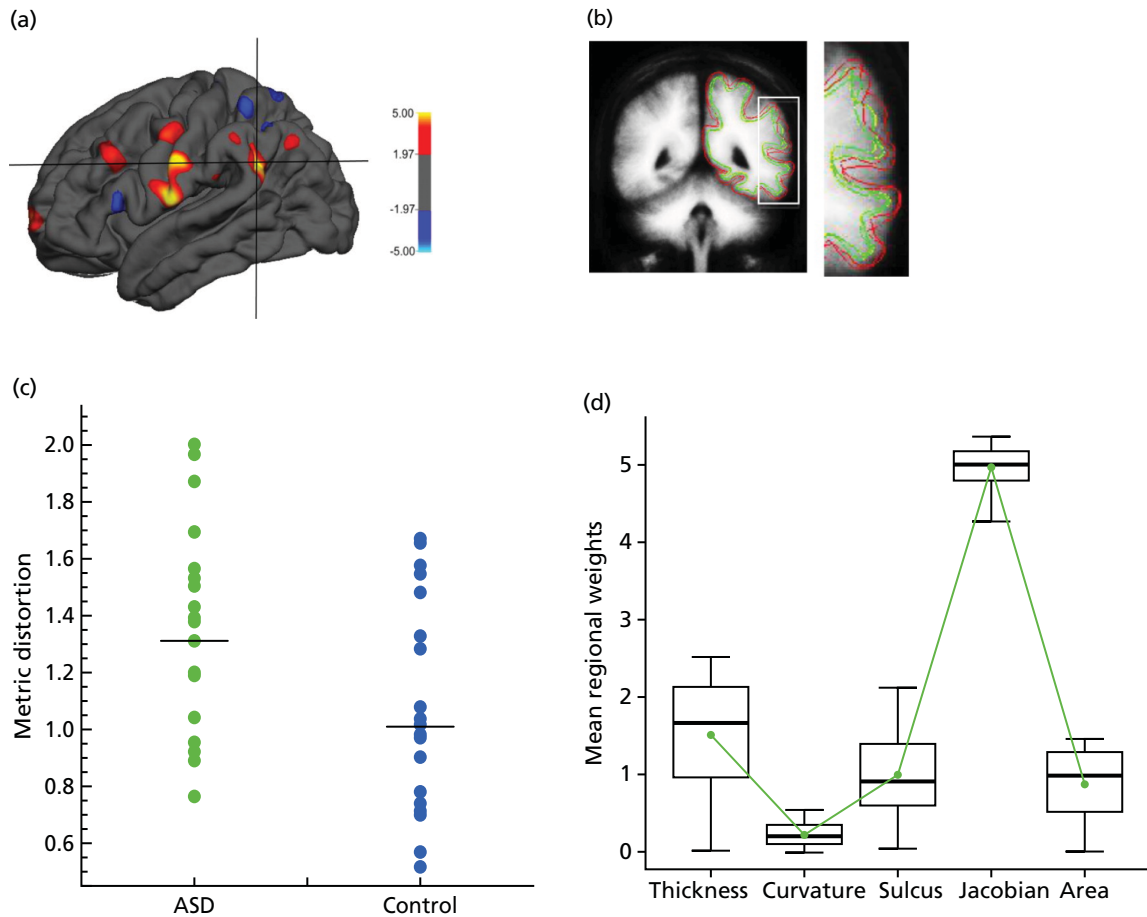 (a)
5.00
1.97
-1.97
-5.00
(b)
(c)
Metric distortion
2.0
1.8
1.6
1.4
1.2
1.0
0.8
0.6
ASD Control
(d)
Mean regional weights
5
4
3
2
1
0
Thickness Curvature Sulcus Jacobian Area